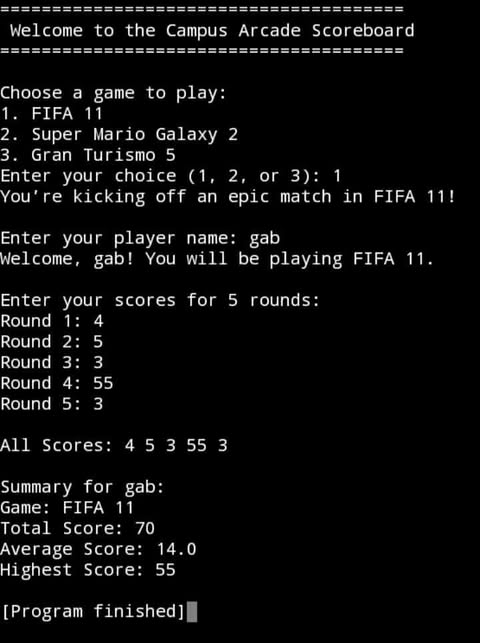 =======================================
Welcome to the Campus Arcade Scoreboard
=======================================
Choose a game to play:
1. FIFA 11
2. Super Mario Galaxy 2
3. Gran Turismo 5
Enter your choice (1, 2, or 3): 1
You’re kicking off an epic match in FIFA 11!
Enter your player name: gab
Welcome, gab! You will be playing FIFA 11.
Enter your scores for 5 rounds:
Round 1: 4
Round 2: 5
Round 3: 3
Round 4: 55
Round 5: 3
All Scores: 4 5 3 55 3
Summary for gab:
Game: FIFA 11
Total Score: 70
Average Score: 14.0
Highest Score: 55
[Program finished]